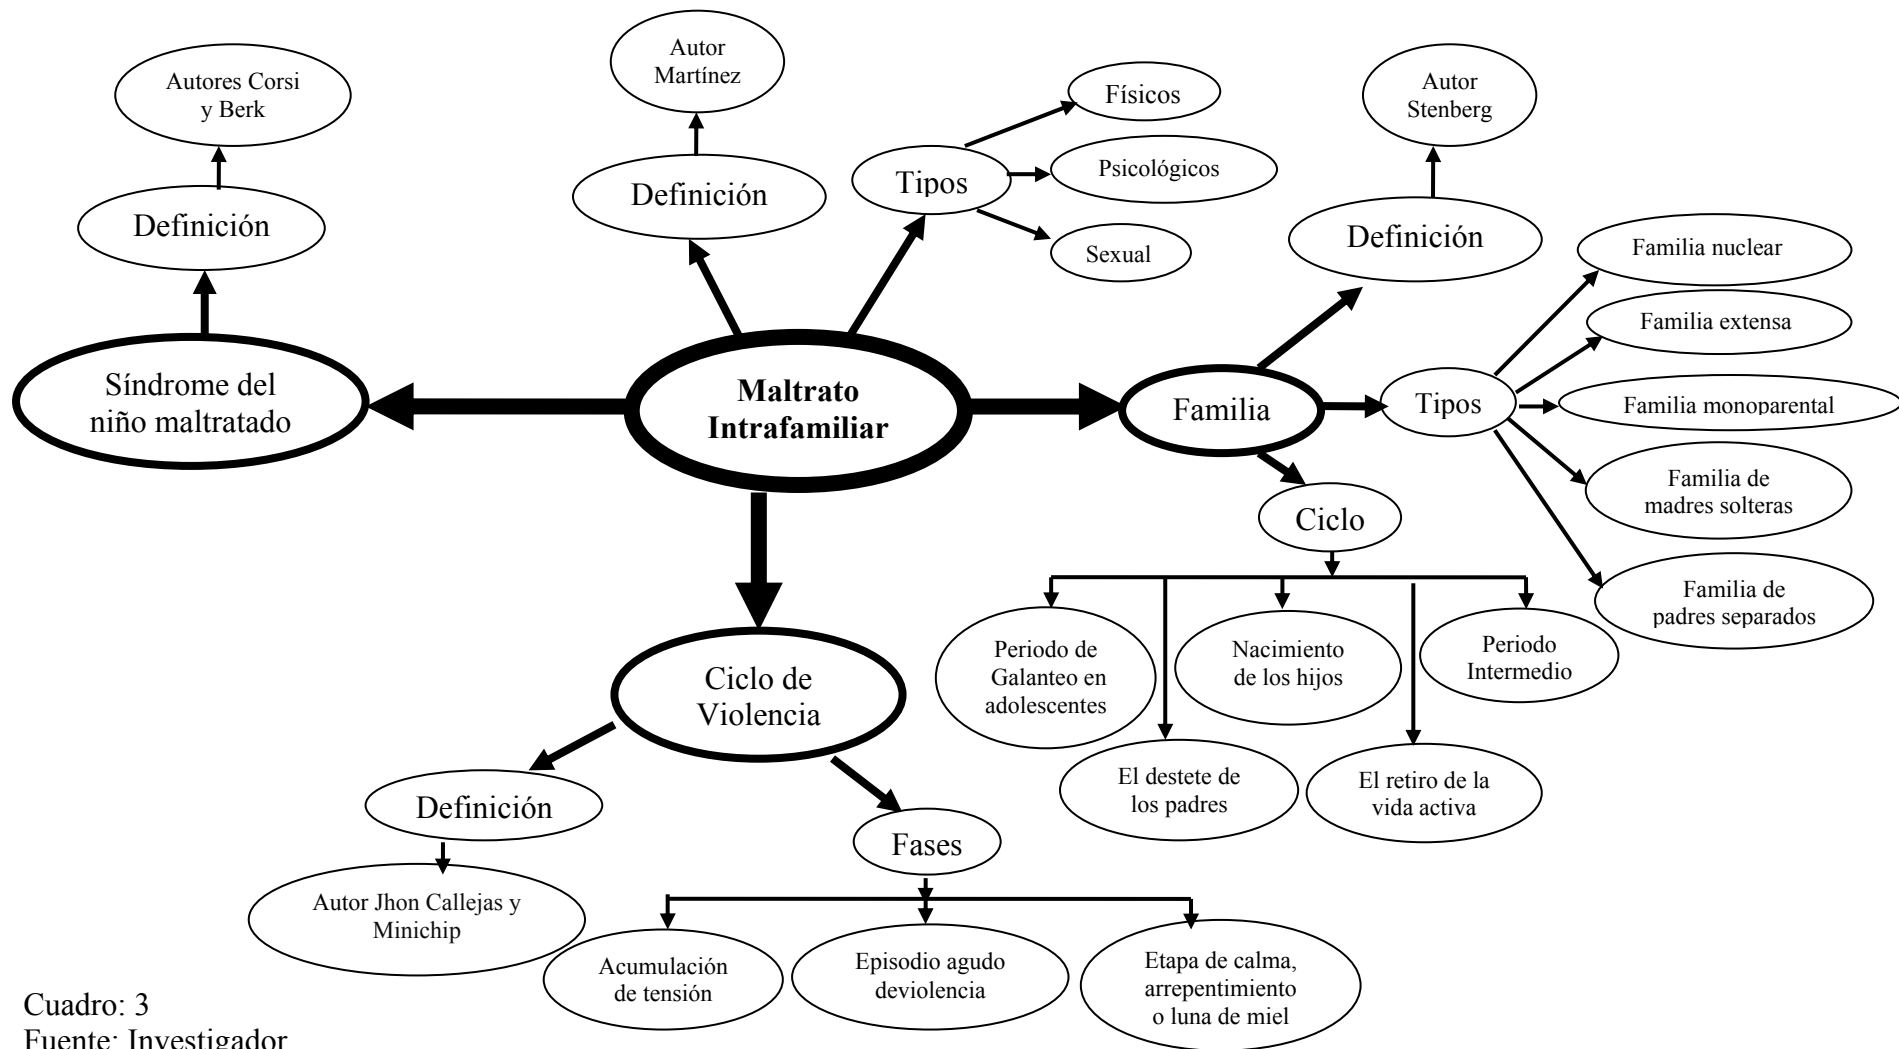 Autores Corsi
y Berk
Definición
Síndrome del
niño maltratado
Autor
Martínez
Definición
Tipos
Físicos
Psicológicos
Sexual
Maltrato
Intrafamiliar
Autor
Stenberg
Definición
Familia
Tipos
Familia nuclear
Familia extensa
Familia monoparental
Familia de
madres solteras
Familia de
padres separados
Ciclo
Periodo de
Galanteo en
adolescentes
El destete de
los padres
Nacimiento
de los hijos
El retiro de la
vida activa
Periodo
Intermedio
Ciclo de
Violencia
Definición
Autor Jhon Callejas y
Minichip
Fases
Acumulación
de tensión
Episodio agudo
deviolencia
Etapa de calma,
arrepentimiento
o luna de miel
Cuadro: 3
Fuente: Investigador